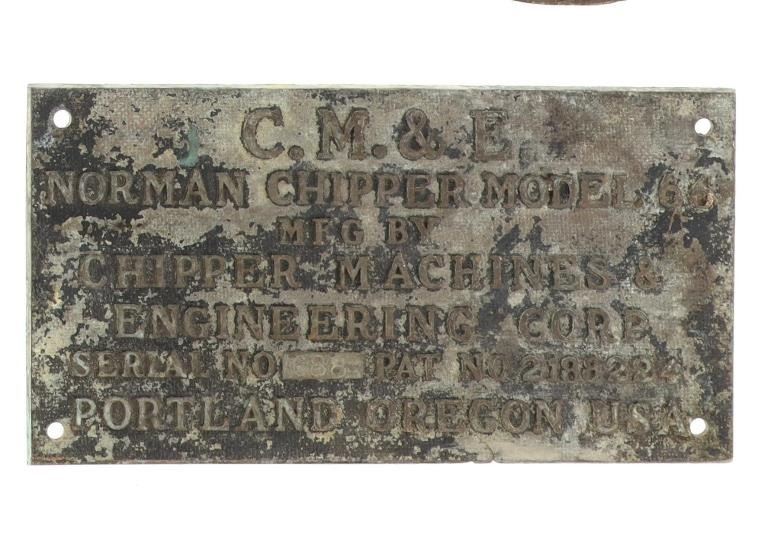 C. M. & E.
NORMAN CHIPPER MODEL
MFG BY
CHIPPER MACHINES &
ENGINEERING CORP
SERIAL NO PAT NO
PORTLAND OREGON USA